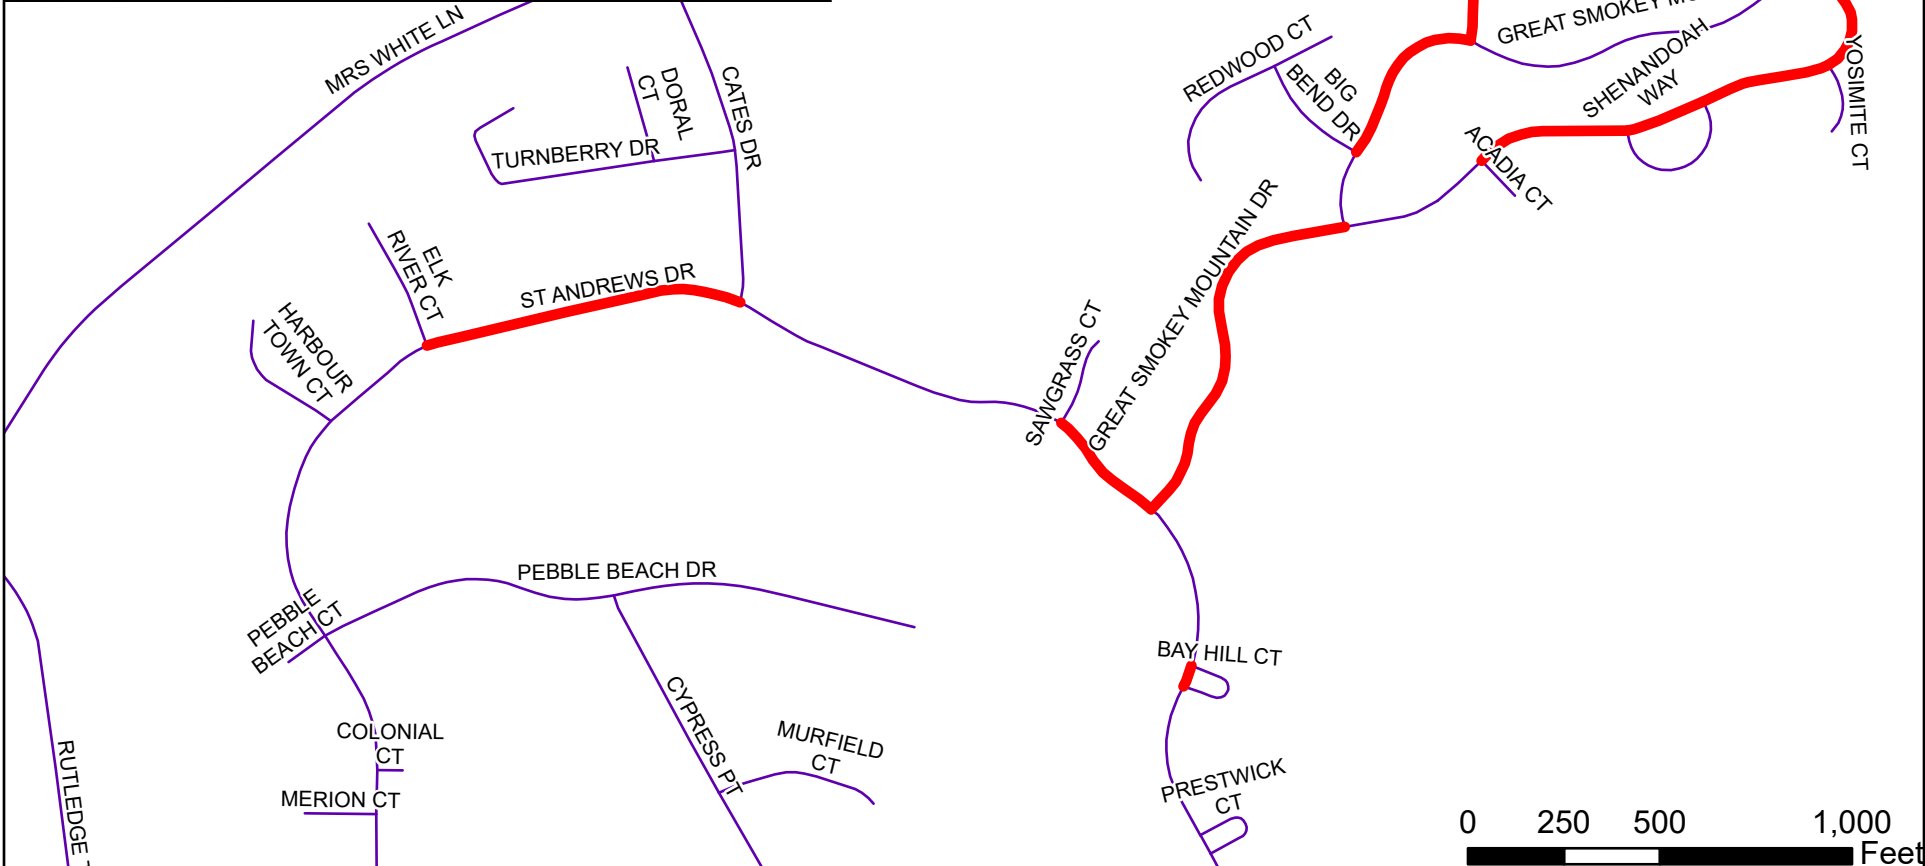 MRS WHITE LN
GREAT SMOKEY
REDWOOD CT
BIG
BEND DR
SHENANDOAH
WAY
YOSIMITE CT
DORAL
CT
CATES DR
TURNBERRY DR
ACADIA CT
ELK
RIVER CT
ST ANDREWS DR
GREAT SMOKEY MOUNTAIN DR
HARBOUR
TOWN CT
SAWGRASS CT
PEBBLE BEACH DR
PEBBLE
BEACH CT
BAY HILL CT
CYPRESS PT
COLONIAL
CT
MURFIELD
CT
RUTLEDGE
MERION CT
PRESTWICK
CT
0 250 500 1,000
Feet